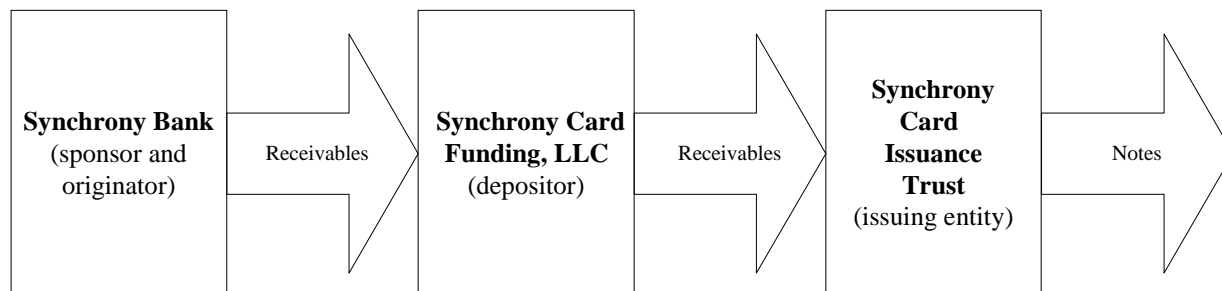 Synchrony Bank
(sponsor and
originator)
Receivables
Synchrony Card
Funding, LLC
(depositor)
Receivables
Synchrony
Card
Issuance
Trust
(issuing entity)
Notes